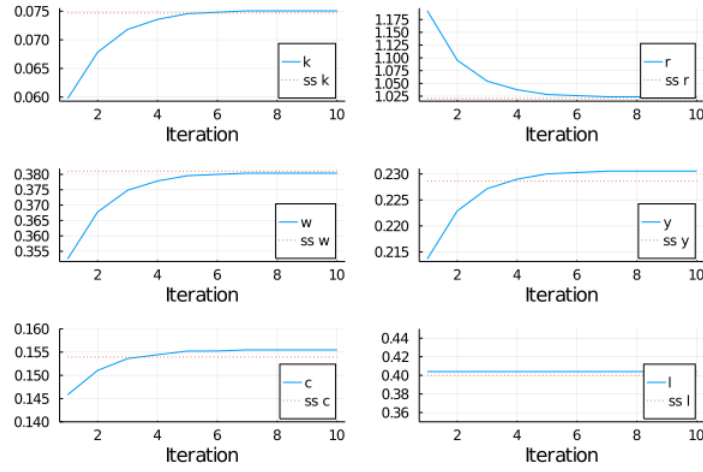 0.075
0.070
0.065
0.060
k
ss k
2 4 6 8 10
Iteration
1.175
1.150
1.125
1.100
1.075
1.050
1.025
r
ss r
2 4 6 8 10
Iteration
0.380
0.375
0.370
0.365
0.360
0.355
w
ss w
2 4 6 8 10
Iteration
0.230
0.225
0.220
0.215
y
ss y
2 4 6 8 10
Iteration
0.160
0.155
0.150
0.145
0.140
c
ss c
2 4 6 8 10
Iteration
0.44
0.42
0.40
0.38
0.36
l
ss l
2 4 6 8 10
Iteration